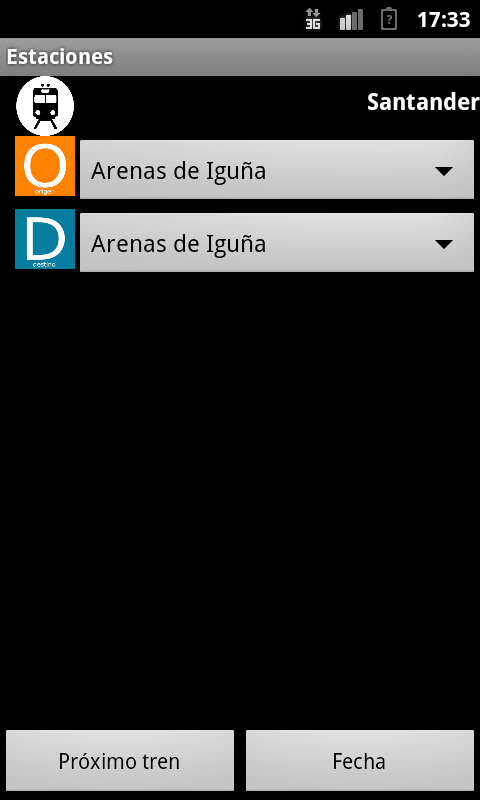 3G
17:33
Estaciones
Santander
O
origen
Arenas de Iguña
D
destino
Arenas de Iguña
Próximo tren
Fecha